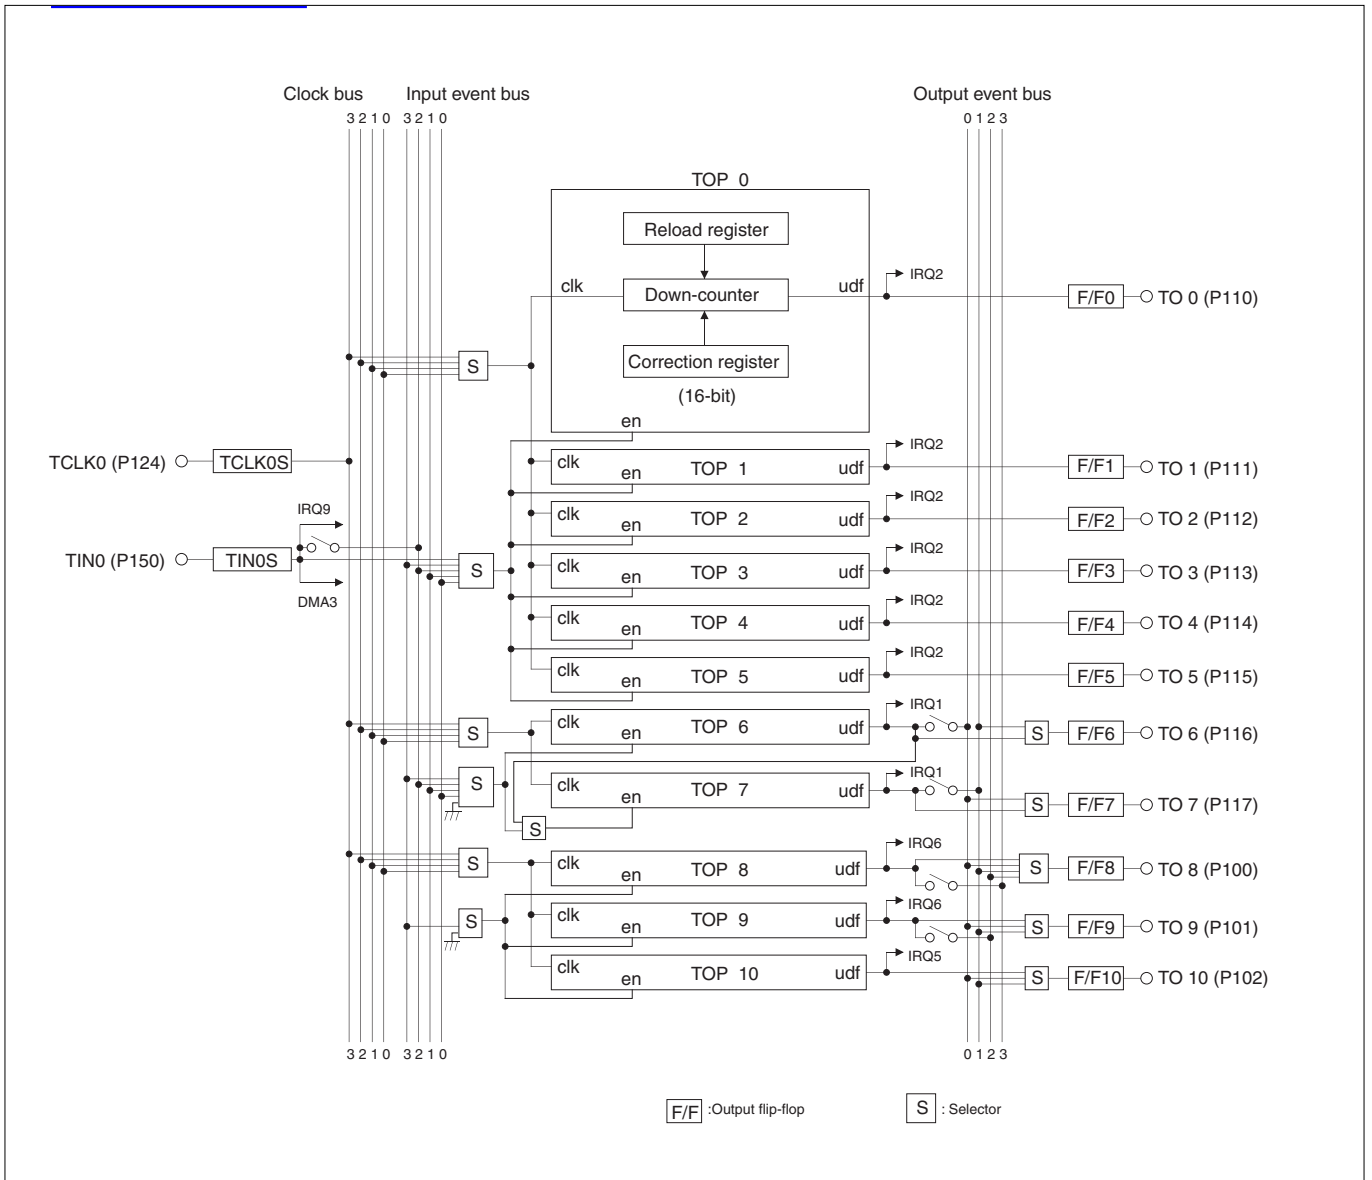 Clock bus
Input event bus
Output event bus
3 2 1 0
3 2 1 0
0 1 2 3
TOP 0
Reload register
clk
Down-counter
udf
IRQ2
F/F0
TO 0 (P110)
S
Correction register
(16-bit)
en
TCLK0 (P124)
TCLK0S
clk
en
TOP 1
udf
IRQ2
F/F1
TO 1 (P111)
clk
en
TOP 2
udf
IRQ2
F/F2
TO 2 (P112)
IRQ9
TIN0 (P150)
TIN0S
DMA3
S
clk
en
TOP 3
udf
IRQ2
F/F3
TO 3 (P113)
clk
en
TOP 4
udf
IRQ2
F/F4
TO 4 (P114)
clk
en
TOP 5
udf
IRQ2
F/F5
TO 5 (P115)
S
clk
en
TOP 6
udf
IRQ1
S
F/F6
TO 6 (P116)
S
clk
en
TOP 7
udf
IRQ1
S
F/F7
TO 7 (P117)
S
S
clk
en
TOP 8
udf
IRQ6
S
F/F8
TO 8 (P100)
S
clk
en
TOP 9
udf
IRQ6
S
F/F9
TO 9 (P101)
clk
en
TOP 10
udf
IRQ5
S
F/F10
TO 10 (P102)
3 2 1 0
3 2 1 0
0 1 2 3
F/F :Output flip-flop
S : Selector